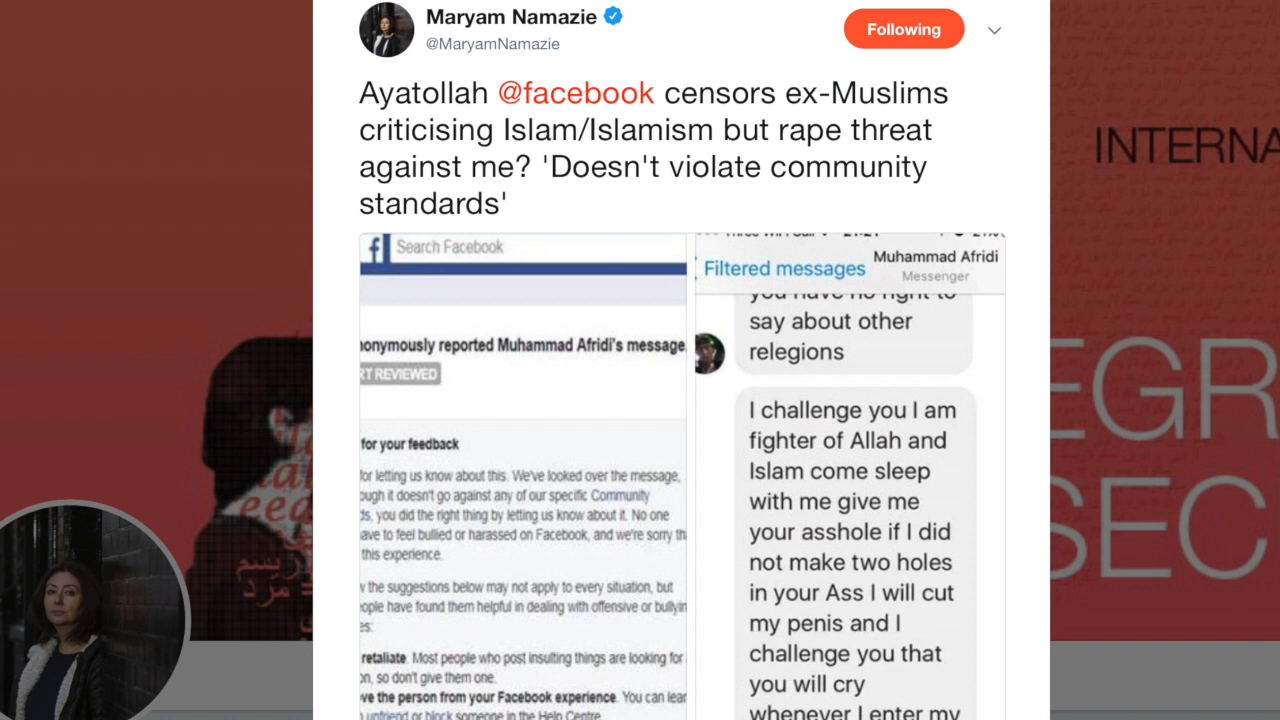 Maryam Namazie
@MaryamNamazie
Following
Ayatollah @facebook censors ex-Muslims
criticising Islam/Islamism but rape threat
against me? 'Doesn't violate community
standards'
Search Facebook
onymously reported Muhammad Afridi's message
RT REVIEWED
for your feedback
for letting us know about this. We've looked over the message,
ough it doesn't go against any of our specific Community
ds, you did the right thing by letting us know about it. No one
ave to feel bullied or harassed on Facebook, and we're sorry th
this experience.
the suggestions below may not apply to every situation, but
ople have found them helpful in dealing with offensive or bullyin
es:
retaliate. Most people who post insulting things are looking for
on, so don't give them one.
ve the person from your Facebook experience. You can lear
unfriend or block someone in the Help Centre
Filtered messages
Muhammad Afridi
Messenger
you have no right to
say about other
relegions
I challenge you I am
fighter of Allah and
Islam come sleep
with me give me
your asshole if I did
not make two holes
in your Ass I will cut
my penis and I
challenge you that
you will cry
whenever I enter my
INTERNA
EGR
SEC